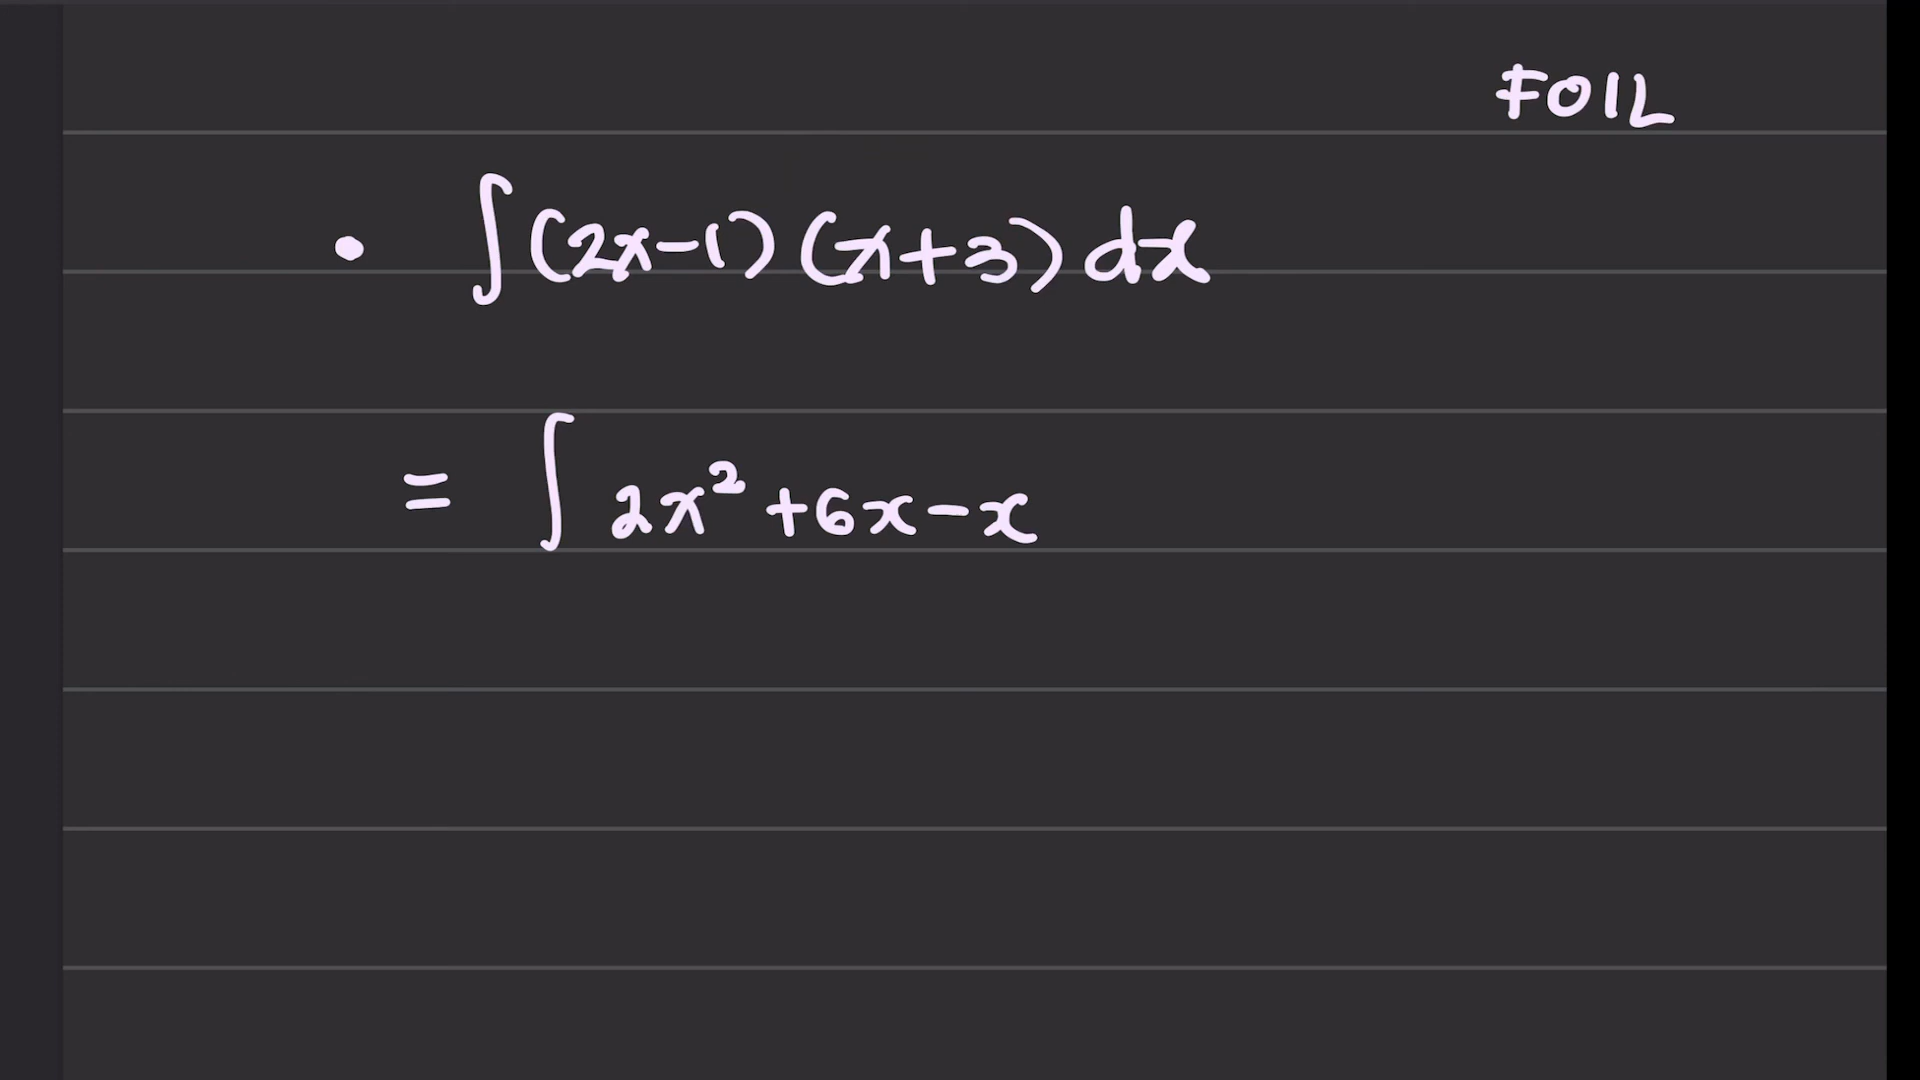 FOIL
• ∫(2x-1)(x+3)dx
= ∫ 2x² +6x-x